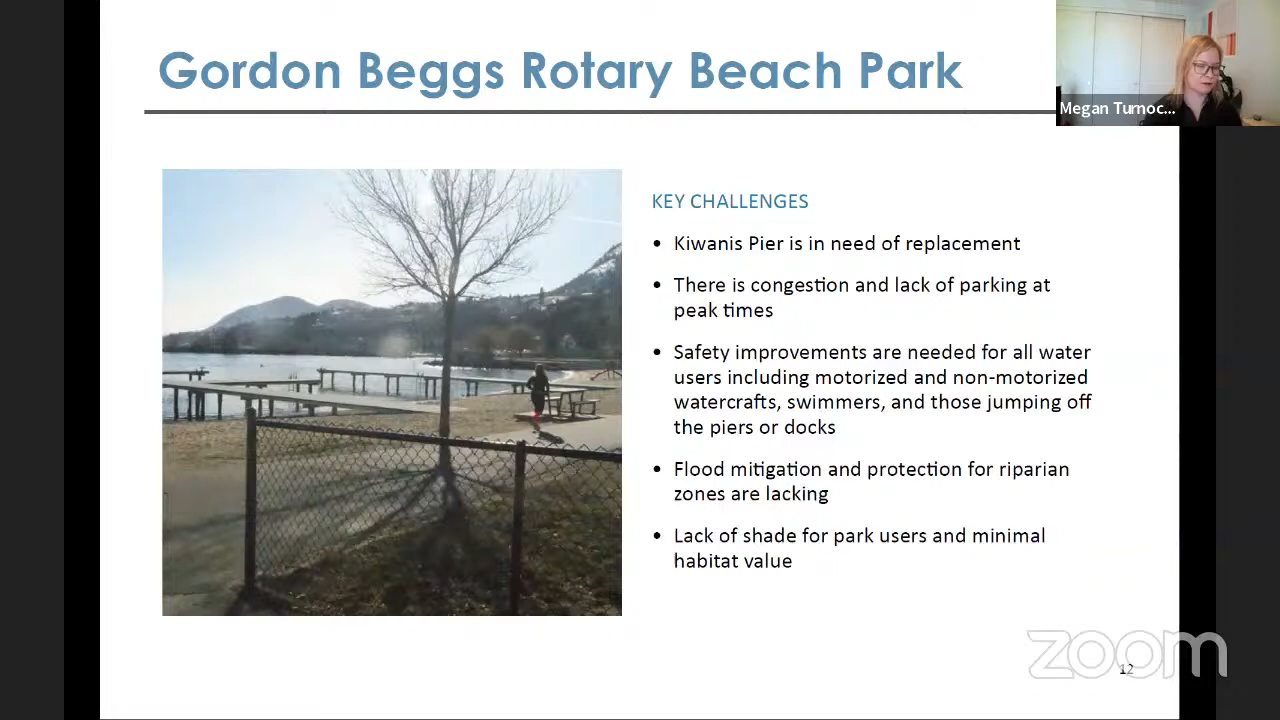 Gordon Beggs Rotary Beach Park
Megan Turnoc...
KEY CHALLENGES
• Kiwanis Pier is in need of replacement
• There is congestion and lack of parking at
peak times
• Safety improvements are needed for all water
users including motorized and non-motorized
watercrafts, swimmers, and those jumping off
the piers or docks
• Flood mitigation and protection for riparian
zones are lacking
• Lack of shade for park users and minimal
habitat value
zoom
12